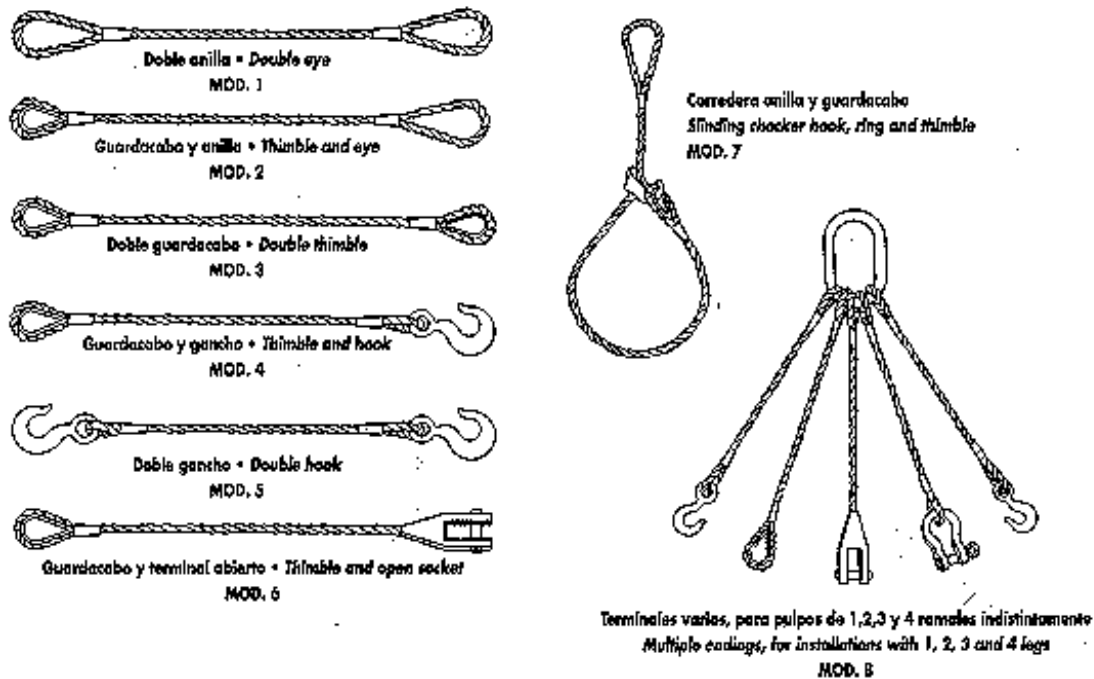 Doble anilla • Double eye
MOD. 1
Guardacabo y anilla • Thimble and eye
MOD. 2
Doble guardacabo • Double thimble
MOD. 3
Guardacabo y gancho • Thimble and hook
MOD. 4
Doble gancho • Double hook
MOD. 5
Guardacabo y terminal abierto • Thimble and open socket
MOD. 6
Corredera anilla y guardacabo
Slinding chocker hook, ring and thimble
MOD. 7
Terminales varios, para pulpos de 1,2,3 y 4 ramales indistintamente
Multiple endings, for installations with 1, 2, 3 and 4 legs
MOD. 8